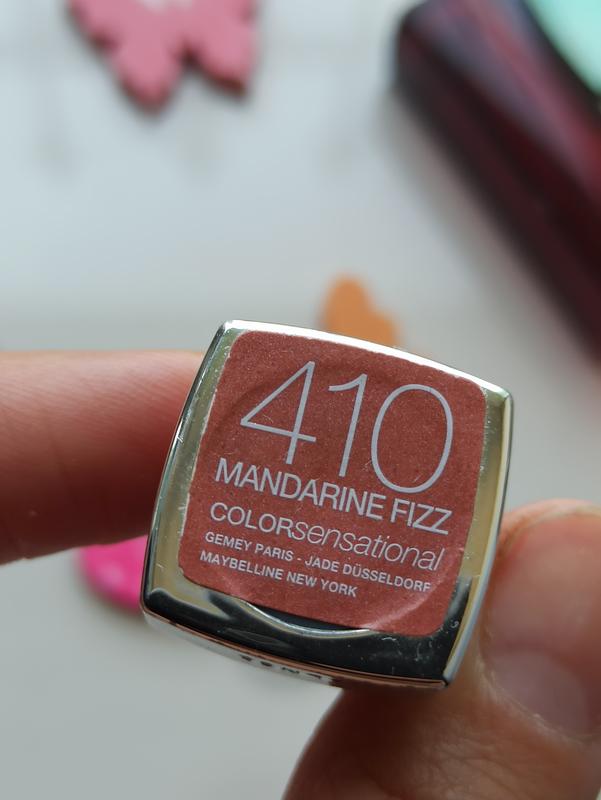 410
MANDARINE FIZZ
COLORsensational
GEMEY PARIS - JADE DÜSSELDORF
MAYBELLINE NEW YORK